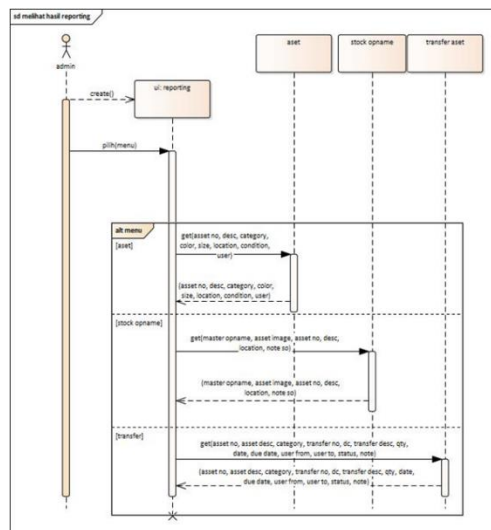 sd melihat hasil reporting
admin
aset
stock opname
transfer aset
create()
ui: reporting
pilih(menu)
alt menu
[aset]
get(asset no, desc, category,
color, size, location, condition,
user)
(asset no, desc, category, color,
size, location, condition, user)
[stock opname]
get(master opname, asset image, asset no, desc,
location, note so)
(master opname, asset image, asset no, desc,
location, note so)
[transfer]
get(asset no, asset desc, category, transfer no, dc, transfer desc, qty,
date, due date, user from, user to, status, note)
(asset no, asset desc, category, transfer no, dc, transfer desc, qty, date,
due date, user from, user to, status, note)